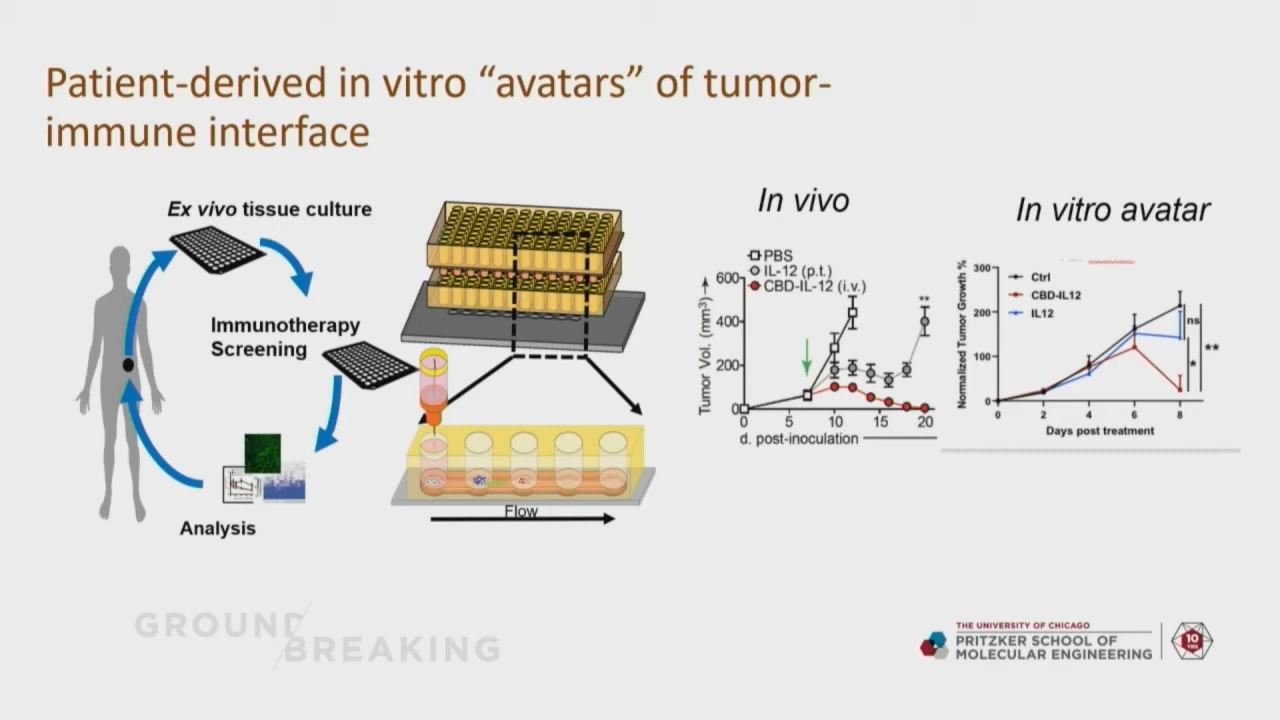 Patient-derived in vitro “avatars” of tumor-
immune interface
Ex vivo tissue culture
Immunotherapy
Screening
Analysis
Flow
In vivo
PBS
IL-12 (p.t.)
CBD-IL-12 (i.v.)
Tumor Vol. (mm³)
600
400
200
0
**
0 5 10 15 20
d. post-inoculation
In vitro avatar
Ctrl
CBD-IL12
IL12
Normalized Tumor Growth %
300
200
100
0
ns
*
**
0 2 4 6 8
Days post treatment
GROUND
BREAKING
THE UNIVERSITY OF CHICAGO
PRITZKER SCHOOL OF
MOLECULAR ENGINEERING
10
YRS